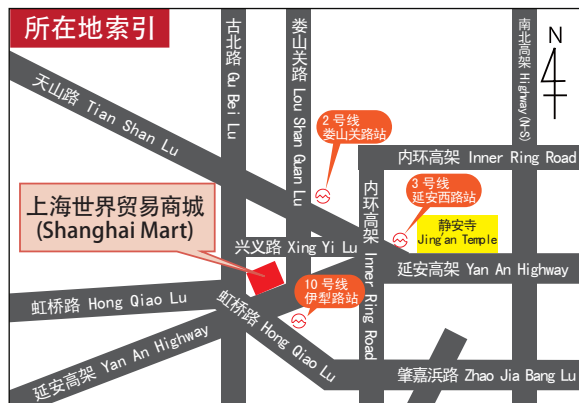 所在地索引
古北路 Gu Bei Lu
娄山关路 Lou Shan Guan Lu
南北高架 Highway(N-S)
N
天山路 Tian Shan Lu
2 号线
娄山关路站
内环高架 Inner Ring Road
3 号线
延安西路站
内环高架 Inner Ring Road
上海世界贸易商城
(Shanghai Mart)
静安寺
Jing'an Temple
兴义路 Xing Yi Lu
延安高架 Yan An Highway
10 号线
伊犁路站
虹桥路 Hong Qiao Lu
虹桥路 Hong Qiao Lu
延安高架 Yan An Highway
肇嘉浜路 Zhao Jia Bang Lu